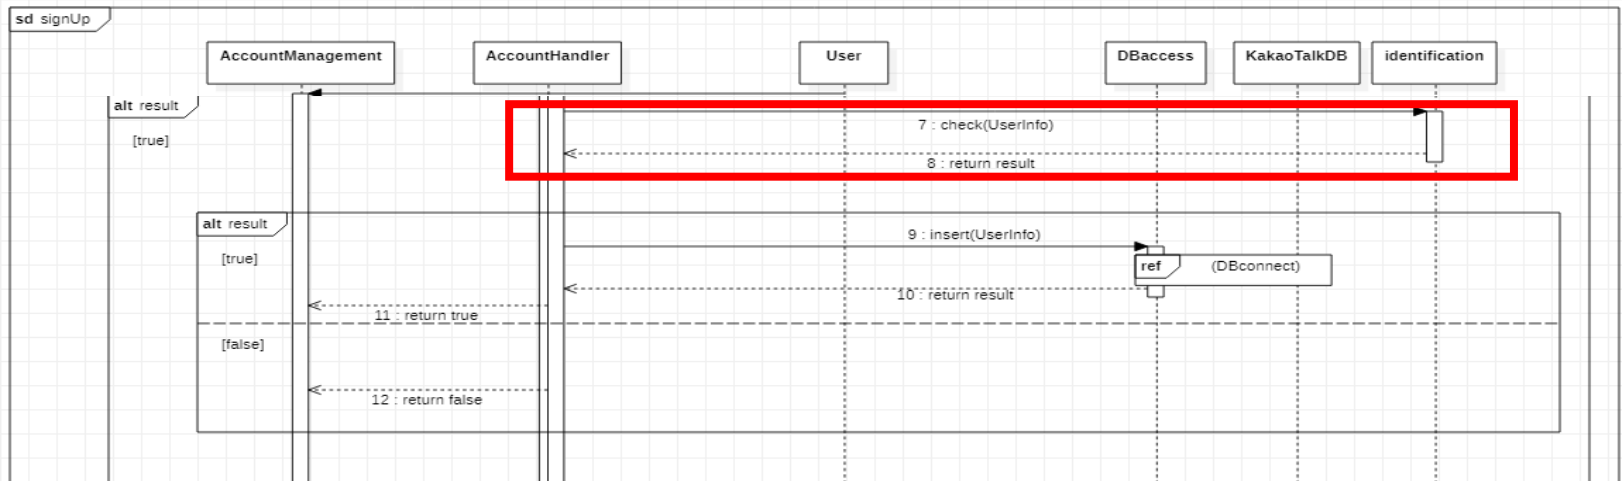 sd signUp
AccountManagement
AccountHandler
User
DBaccess
KakaoTalkDB
identification
alt result
[true]
7 : check(UserInfo)
8 : return result
alt result
[true]
9 : insert(UserInfo)
ref (DBconnect)
10 : return result
11 : return true
[false]
12 : return false